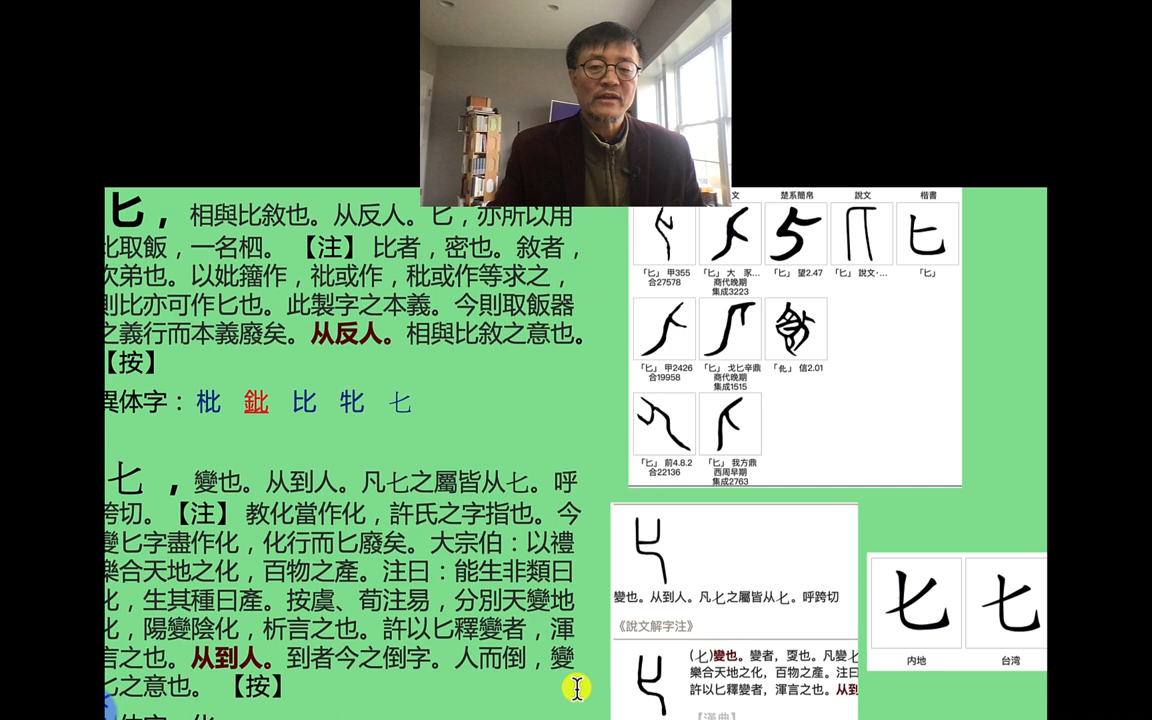 匕，相與比敘也。从反人。匕，亦所以用
比取飯，一名柶。【注】比者，密也。敘者，
次弟也。以妣籒作，祉或作，秕或作等求之，
則比亦可作匕也。此製字之本義。今則取飯器
之義行而本義廢矣。从反人。相與比敘之意也。
【按】
異体字：枇 鈚 比 牝 𠤎
𠤎，變也。从到人。凡𠤎之屬皆从𠤎。呼
跨切。【注】教化當作化，許氏之字指也。今
變匕字盡作化，化行而匕廢矣。大宗伯：以禮
樂合天地之化，百物之產。注曰：能生非類曰
化，生其種曰產。按虞、荀注易，分別天變地
化，陽變陰化，析言之也。許以匕釋變者，渾
言之也。从到人。到者今之倒字。人而倒，變
匕之意也。【按】
文 楚系簡帛 說文 楷書
「匕」 甲355
合27578
「匕」 大
商代晚期
集成3223
「匕」 望2.47
「匕」 說文‧…
「匕」
「匕」 甲2426
合19958
「匕」 戈匕辛鼎
商代晚期
集成1515
信2.01
「匕」 前4.8.2
合22136
「匕」 我方鼎
西周早期
集成2763
變也。从到人。凡𠤎之屬皆从𠤎。呼跨切
《說文解字注》
(𠤎)變也。變者，㪅也。凡變𠤎
樂合天地之化，百物之產。注曰
許以匕釋變者，渾言之也。从到
【漢典】
𠤎 𠤎
内地 台湾